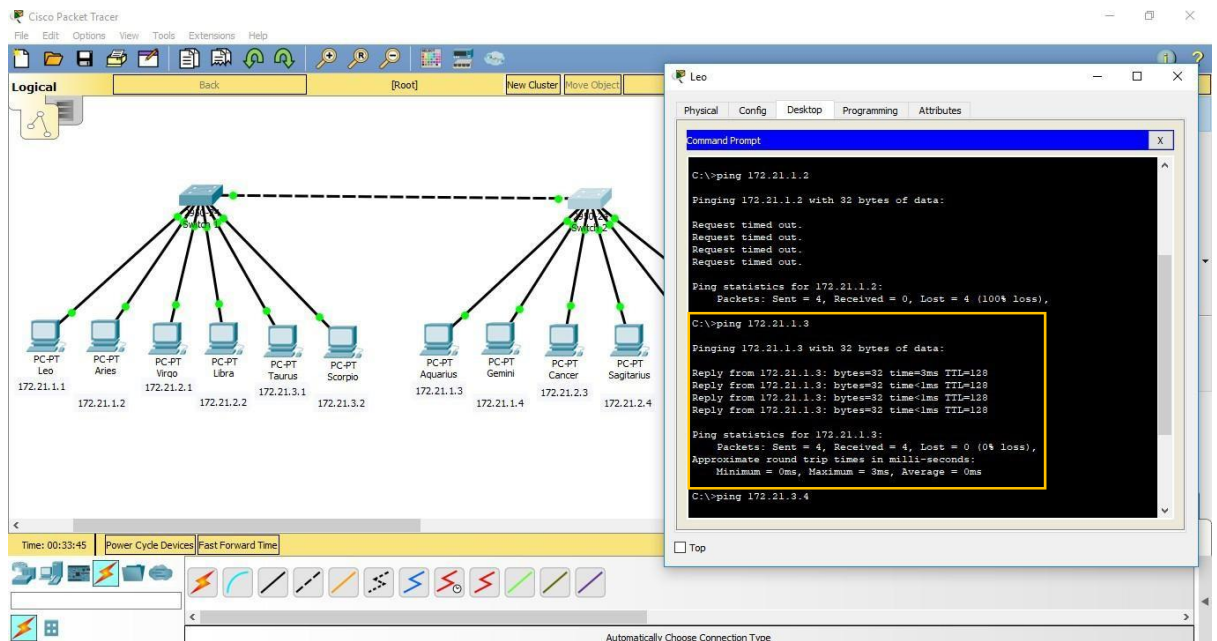 Cisco Packet Tracer
File Edit Options View Tools Extensions Help
Logical
Back
[Root]
New Cluster
Move Object
Switch 1
Switch 2
PC-PT
Leo
172.21.1.1
PC-PT
Aries
172.21.1.2
PC-PT
Virgo
172.21.2.1
PC-PT
Libra
172.21.2.2
PC-PT
Taurus
172.21.3.1
PC-PT
Scorpio
172.21.3.2
PC-PT
Aquarius
172.21.1.3
PC-PT
Gemini
172.21.1.4
PC-PT
Cancer
172.21.2.3
PC-PT
Sagitarius
172.21.2.4
Leo
Physical Config Desktop Programming Attributes
Command Prompt
X
C:\>ping 172.21.1.2
Pinging 172.21.1.2 with 32 bytes of data:
Request timed out.
Request timed out.
Request timed out.
Request timed out.
Ping statistics for 172.21.1.2:
Packets: Sent = 4, Received = 0, Lost = 4 (100% loss),
C:\>ping 172.21.1.3
Pinging 172.21.1.3 with 32 bytes of data:
Reply from 172.21.1.3: bytes=32 time=3ms TTL=128
Reply from 172.21.1.3: bytes=32 time<1ms TTL=128
Reply from 172.21.1.3: bytes=32 time<1ms TTL=128
Reply from 172.21.1.3: bytes=32 time<1ms TTL=128
Ping statistics for 172.21.1.3:
Packets: Sent = 4, Received = 4, Lost = 0 (0% loss),
Approximate round trip times in milli-seconds:
Minimum = 0ms, Maximum = 3ms, Average = 0ms
C:\>ping 172.21.3.4
Top
Time: 00:33:45
Power Cycle Devices
Fast Forward Time
Automatically Choose Connection Type